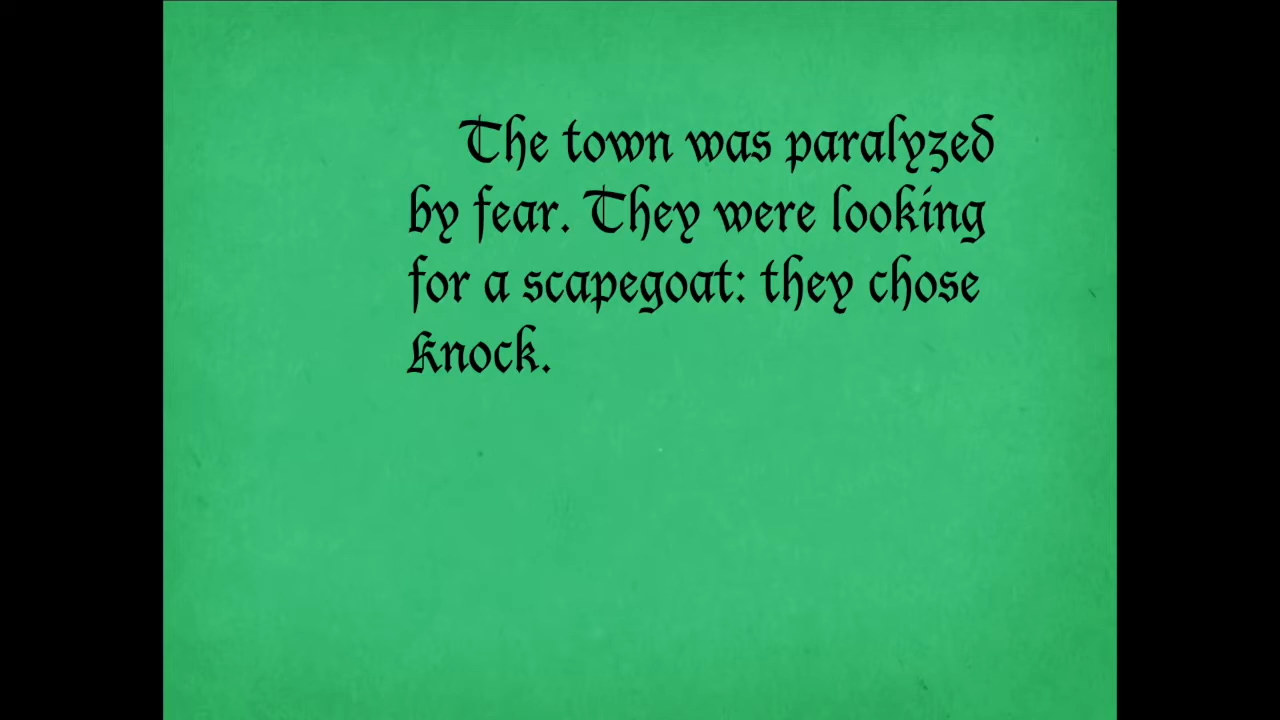 The town was paralyzed
by fear. They were looking
for a scapegoat: they chose
Knock.